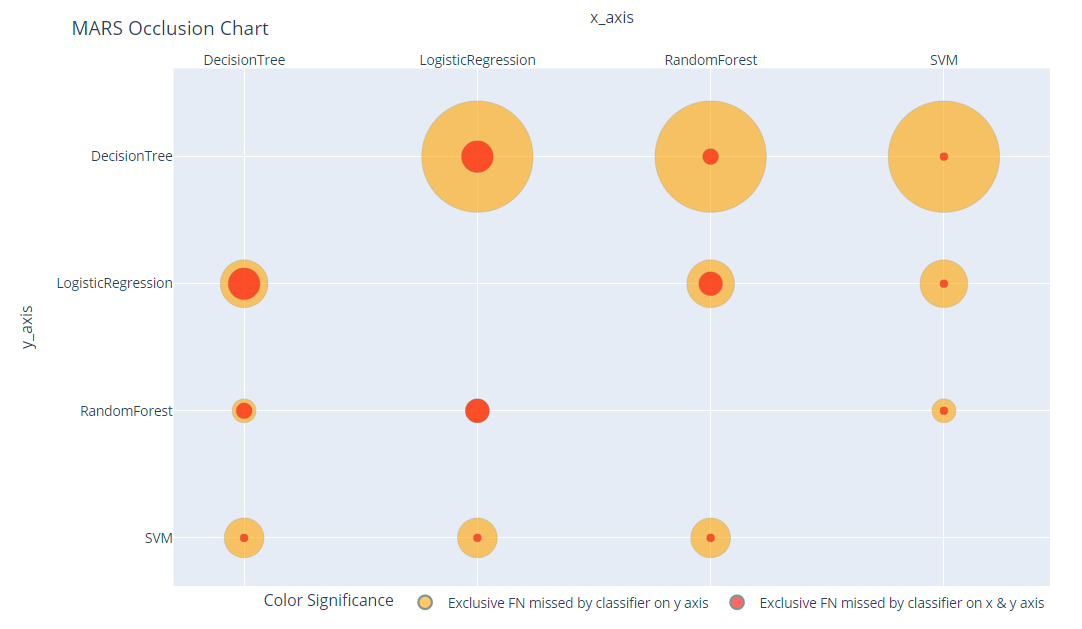 MARS Occlusion Chart
x_axis
DecisionTree LogisticRegression RandomForest SVM
DecisionTree
LogisticRegression
y_axis
RandomForest
SVM
Color Significance Exclusive FN missed by classifier on y axis Exclusive FN missed by classifier on x & y axis